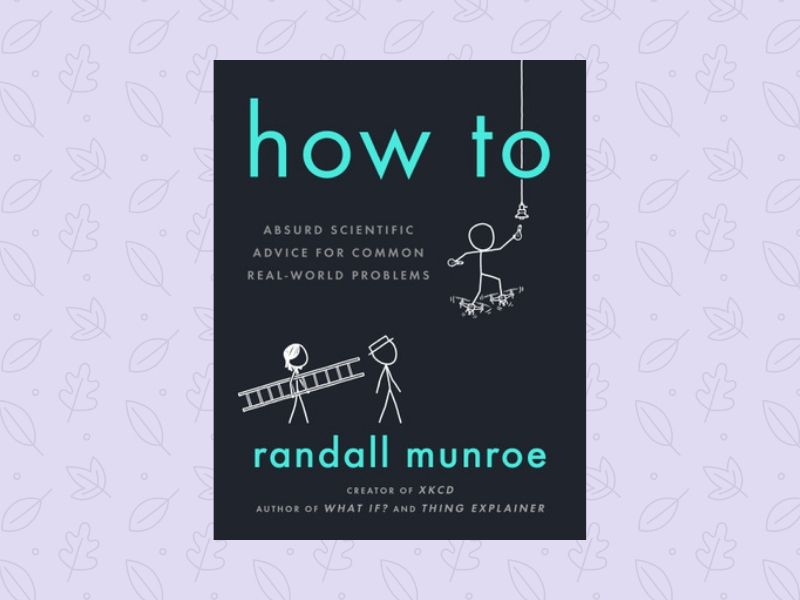 how to
ABSURD SCIENTIFIC
ADVICE FOR COMMON
REAL-WORLD PROBLEMS
randall munroe
CREATOR OF XKCD
AUTHOR OF WHAT IF? AND THING EXPLAINER